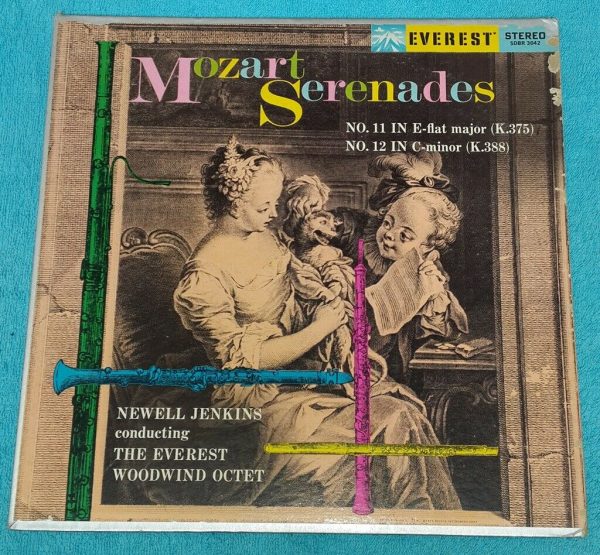 EVEREST
STEREO
SDBR 3042
Mozart
Serenades
NO. 11 IN E-flat major (K.375)
NO. 12 IN C-minor (K.388)
NEWELL JENKINS
conducting
THE EVEREST
WOODWIND OCTET